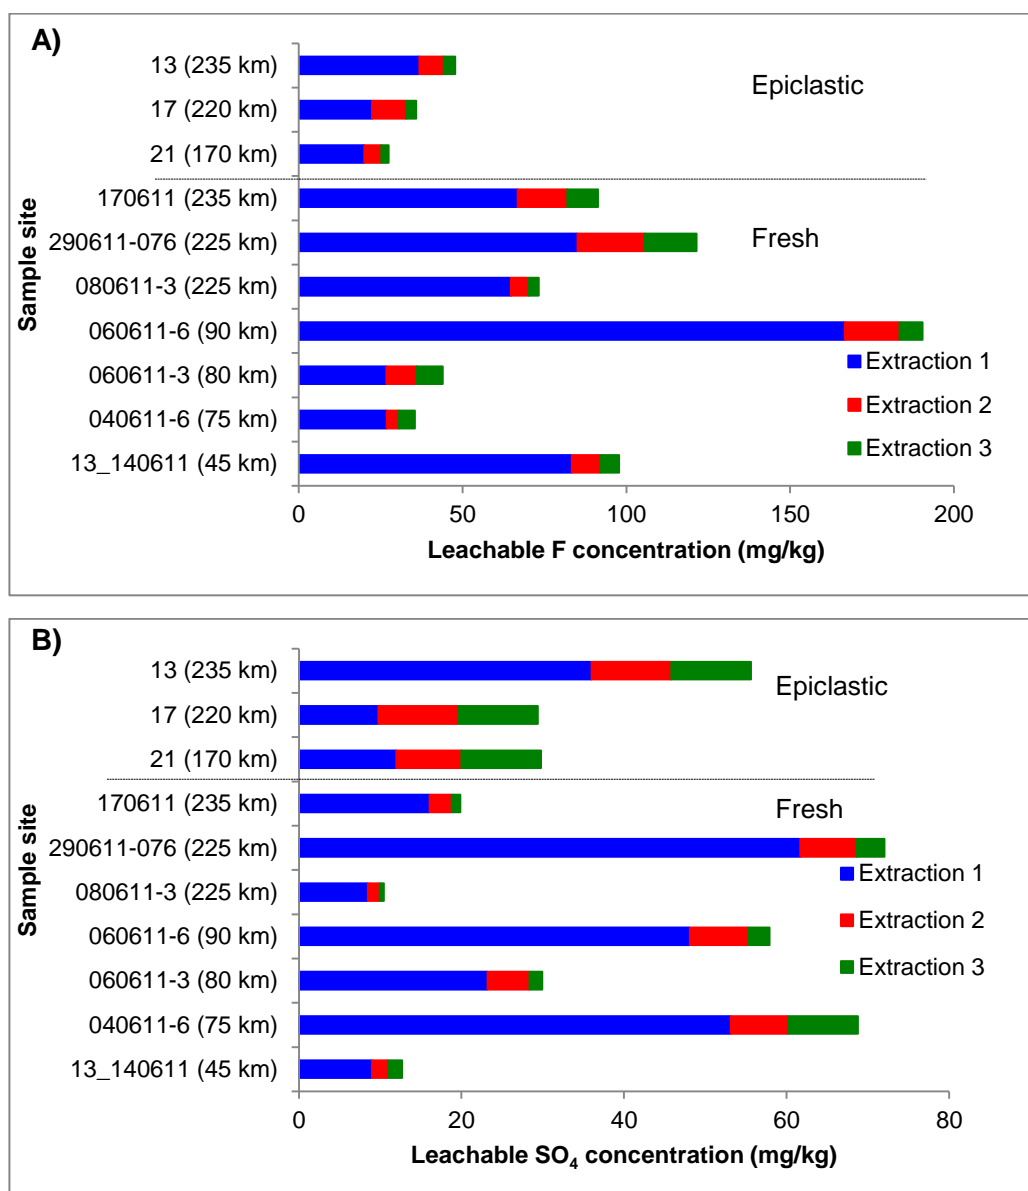 A)
13 (235 km)
Epiclastic
17 (220 km)
21 (170 km)
170611 (235 km)
290611-076 (225 km)
Fresh
080611-3 (225 km)
060611-6 (90 km)
060611-3 (80 km)
040611-6 (75 km)
13_140611 (45 km)
Sample site
Extraction 1
Extraction 2
Extraction 3
0 50 100 150 200
Leachable F concentration (mg/kg)
B)
13 (235 km)
Epiclastic
17 (220 km)
21 (170 km)
170611 (235 km)
Fresh
290611-076 (225 km)
080611-3 (225 km)
060611-6 (90 km)
060611-3 (80 km)
040611-6 (75 km)
13_140611 (45 km)
Sample site
Extraction 1
Extraction 2
Extraction 3
0 20 40 60 80
Leachable SO₄ concentration (mg/kg)